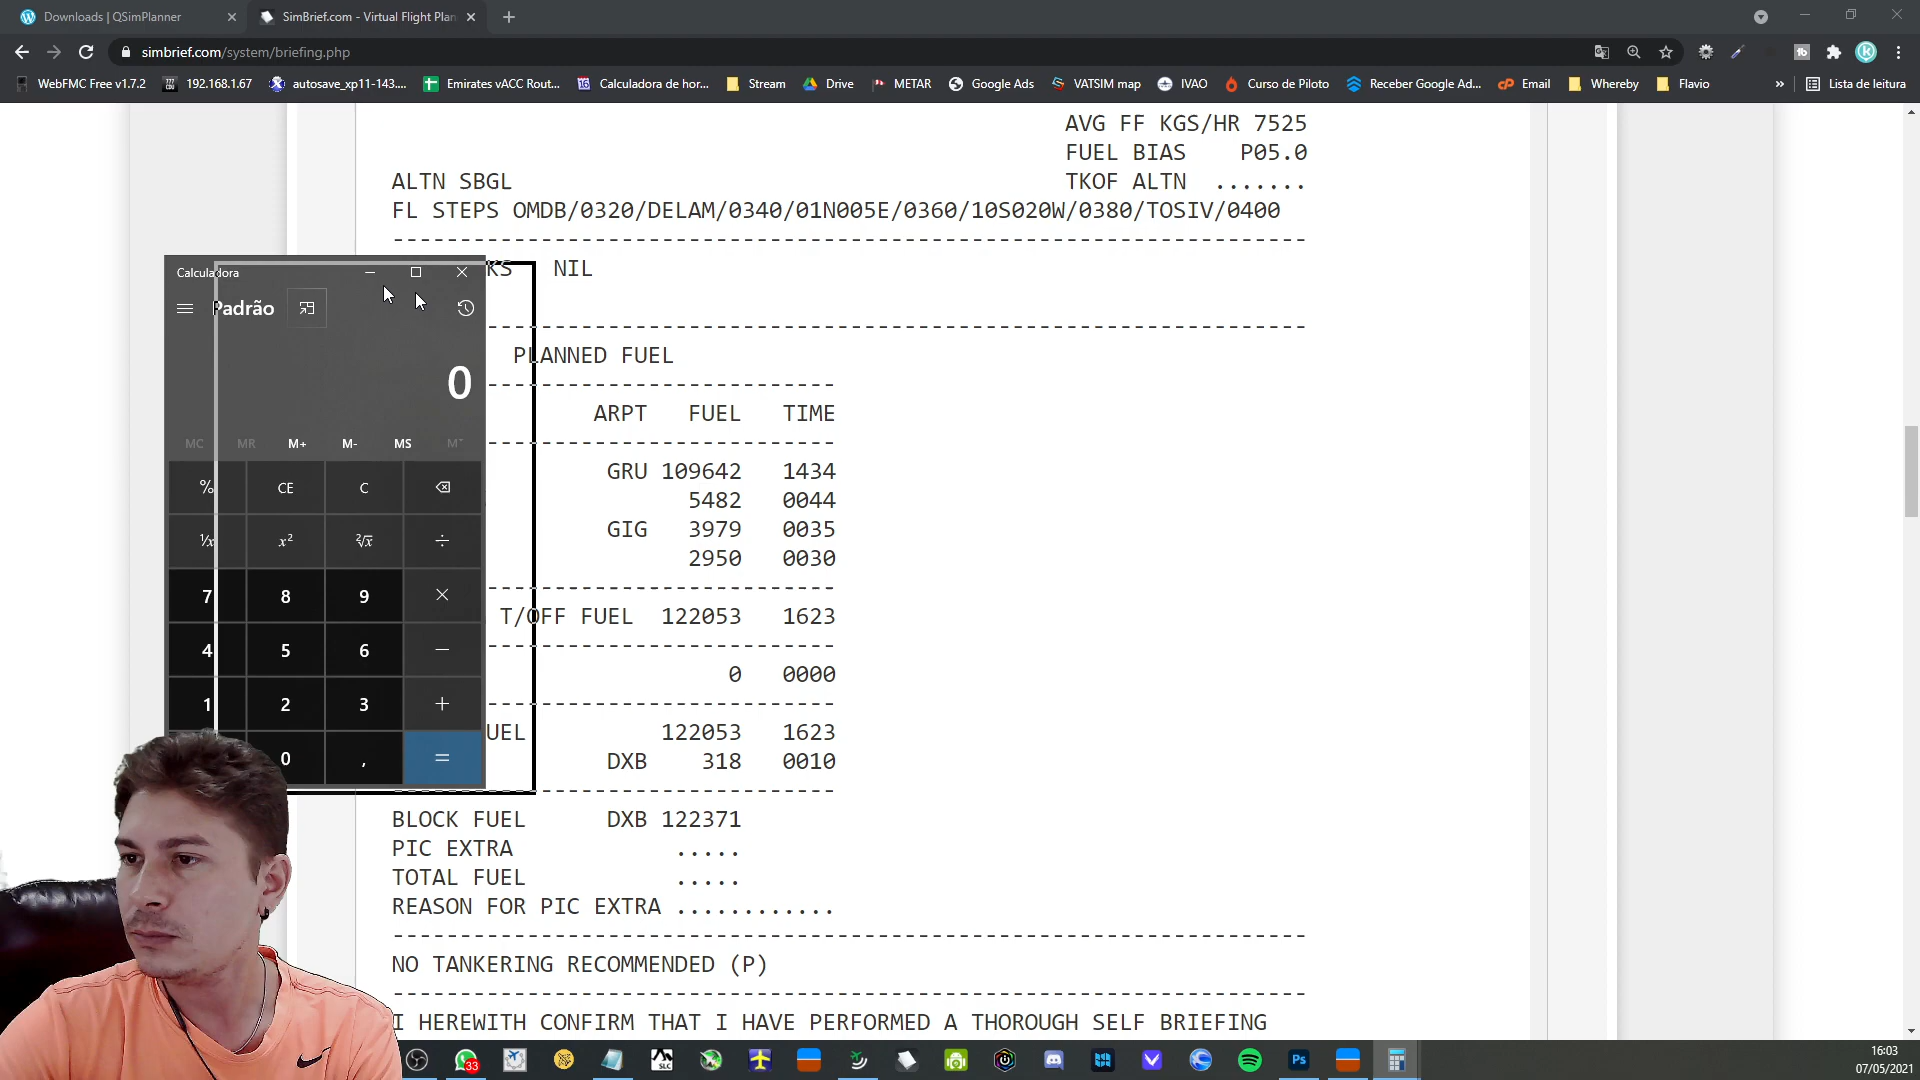 Downloads | QSimPlanner
SimBrief.com - Virtual Flight Plan
simbrief.com/system/briefing.php
WebFMC Free v1.7.2
192.168.1.67
autosave_xp11-143....
Emirates vACC Rout...
Calculadora de hor...
Stream
Drive
METAR
Google Ads
VATSIM map
IVAO
Curso de Piloto
Receber Google Ad...
Email
Whereby
Flavio
»
Lista de leitura
AVG FF KGS/HR 7525
FUEL BIAS P05.0
ALTN SBGL TKOF ALTN .......
FL STEPS OMDB/0320/DELAM/0340/01N005E/0360/10S020W/0380/TOSIV/0400
KS NIL
PLANNED FUEL
ARPT FUEL TIME
GRU 109642 1434
5482 0044
GIG 3979 0035
2950 0030
T/OFF FUEL 122053 1623
0 0000
UEL 122053 1623
DXB 318 0010
BLOCK FUEL DXB 122371
PIC EXTRA .....
TOTAL FUEL .....
REASON FOR PIC EXTRA ............
NO TANKERING RECOMMENDED (P)
I HEREWITH CONFIRM THAT I HAVE PERFORMED A THOROUGH SELF BRIEFING
Calculadora
Padrão
0
MC MR M+ M- MS M˅
% CE C
¹/x x² ²√x ÷
7 8 9 ×
4 5 6 −
1 2 3 +
0 , =
33
SLC
Ps
16:03
07/05/2021